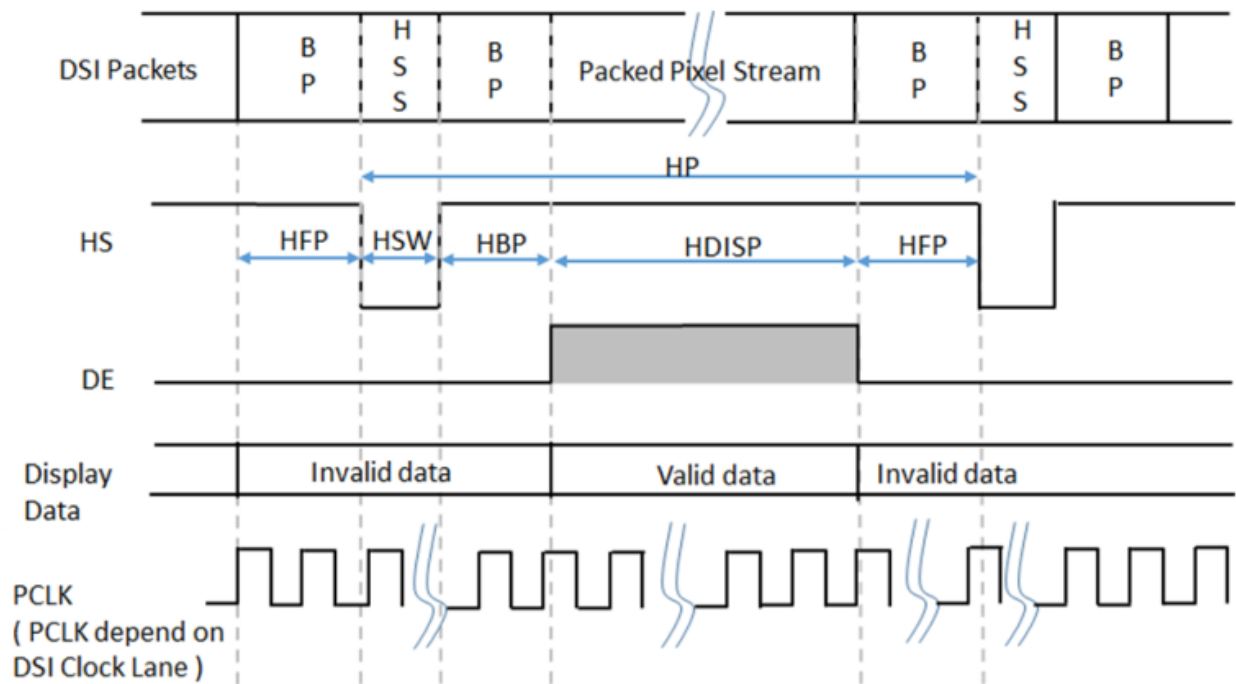 DSI Packets
B
P
H
S
S
B
P
Packed Pixel Stream
B
P
H
S
S
B
P
HP
HS
HFP
HSW
HBP
HDISP
HFP
DE
Display
Data
Invalid data
Valid data
Invalid data
PCLK
( PCLK depend on
DSI Clock Lane )